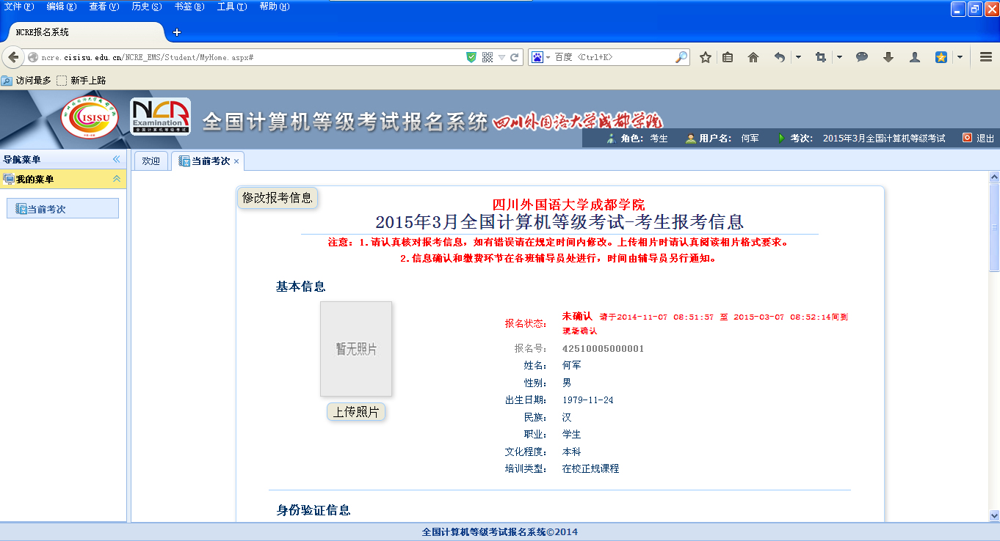 文件(F) 编辑(E) 查看(V) 历史(S) 书签(B) 工具(T) 帮助(H)
NCRE报名系统
ncre.cisisu.edu.cn/NCRE_EMS/Student/MyHome.aspx#
百度 <Ctrl+K>
访问最多 新手上路
CISISU
NCR
Examination
全国计算机等级考试
全国计算机等级考试报名系统 四川外国语大学成都学院
角色： 考生 用户名： 何军 考次： 2015年3月全国计算机等级考试 退出
导航菜单
欢迎 当前考次 ×
我的菜单
当前考次
修改报考信息
四川外国语大学成都学院
2015年3月全国计算机等级考试-考生报考信息
注意：1.请认真核对报考信息，如有错误请在规定时间内修改。上传相片时请认真阅读相片格式要求。
2.信息确认和缴费环节在各班辅导员处进行，时间由辅导员另行通知。
基本信息
暂无照片
上传照片
报名状态： 未确认 请于2014-11-07 08:51:57 至 2015-03-07 08:52:14间到
现场确认
报名号： 42510005000001
姓名： 何军
性别： 男
出生日期： 1979-11-24
民族： 汉
职业： 学生
文化程度： 本科
培训类型： 在校正规课程
身份验证信息
全国计算机等级考试报名系统©2014